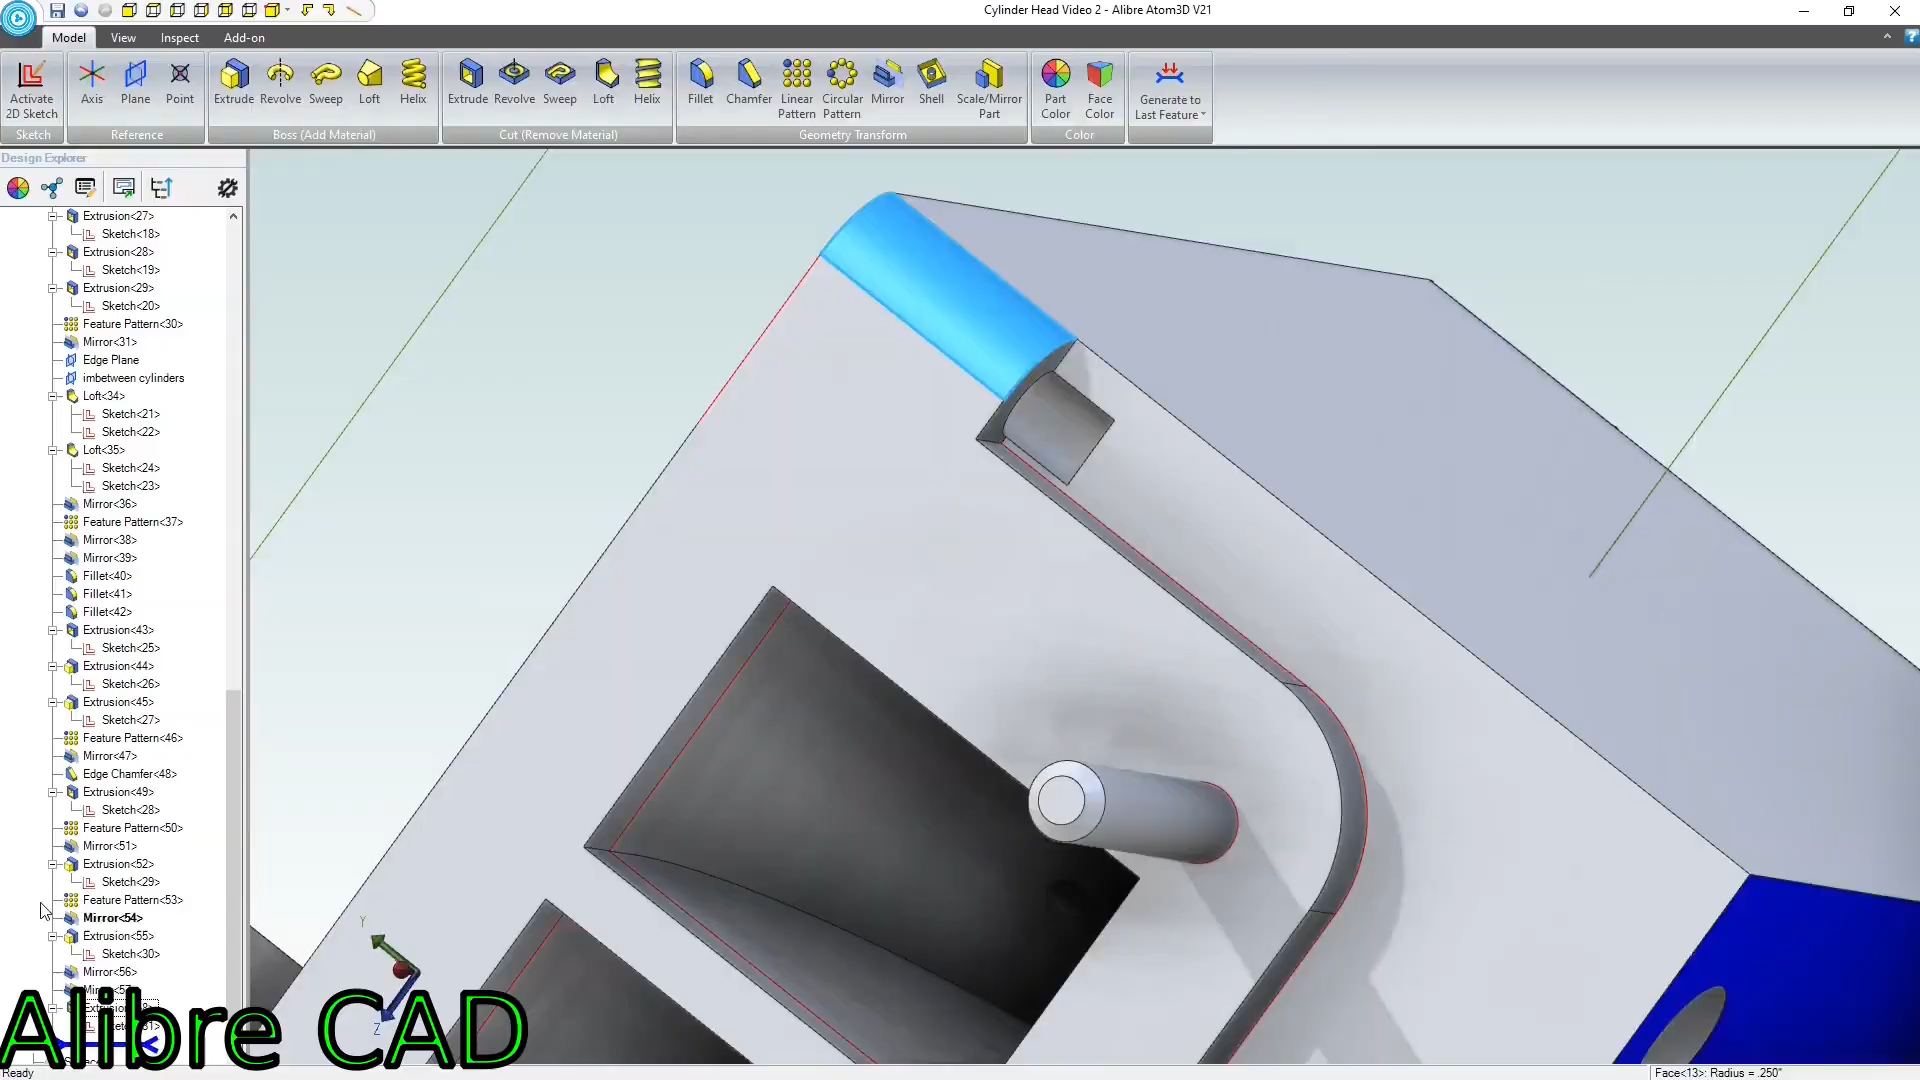 Cylinder Head Video 2 - Alibre Atom3D V21
Model View Inspect Add-on
Activate 2D Sketch
Axis Plane Point
Extrude Revolve Sweep Loft Helix
Extrude Revolve Sweep Loft Helix
Fillet Chamfer Linear Pattern Circular Pattern Mirror Shell Scale/Mirror Part
Part Color Face Color
Generate to Last Feature
Sketch Reference Boss (Add Material) Cut (Remove Material) Geometry Transform Color
Design Explorer
Extrusion<27>
Sketch<18>
Extrusion<28>
Sketch<19>
Extrusion<29>
Sketch<20>
Feature Pattern<30>
Mirror<31>
Edge Plane
imbetween cylinders
Loft<34>
Sketch<21>
Sketch<22>
Loft<35>
Sketch<24>
Sketch<23>
Mirror<36>
Feature Pattern<37>
Mirror<38>
Mirror<39>
Fillet<40>
Fillet<41>
Fillet<42>
Extrusion<43>
Sketch<25>
Extrusion<44>
Sketch<26>
Extrusion<45>
Sketch<27>
Feature Pattern<46>
Mirror<47>
Edge Chamfer<48>
Extrusion<49>
Sketch<28>
Feature Pattern<50>
Mirror<51>
Extrusion<52>
Sketch<29>
Feature Pattern<53>
Mirror<54>
Extrusion<55>
Sketch<30>
Mirror<56>
Y
Z
Alibre CAD
Ready
Face<13>: Radius = .250"